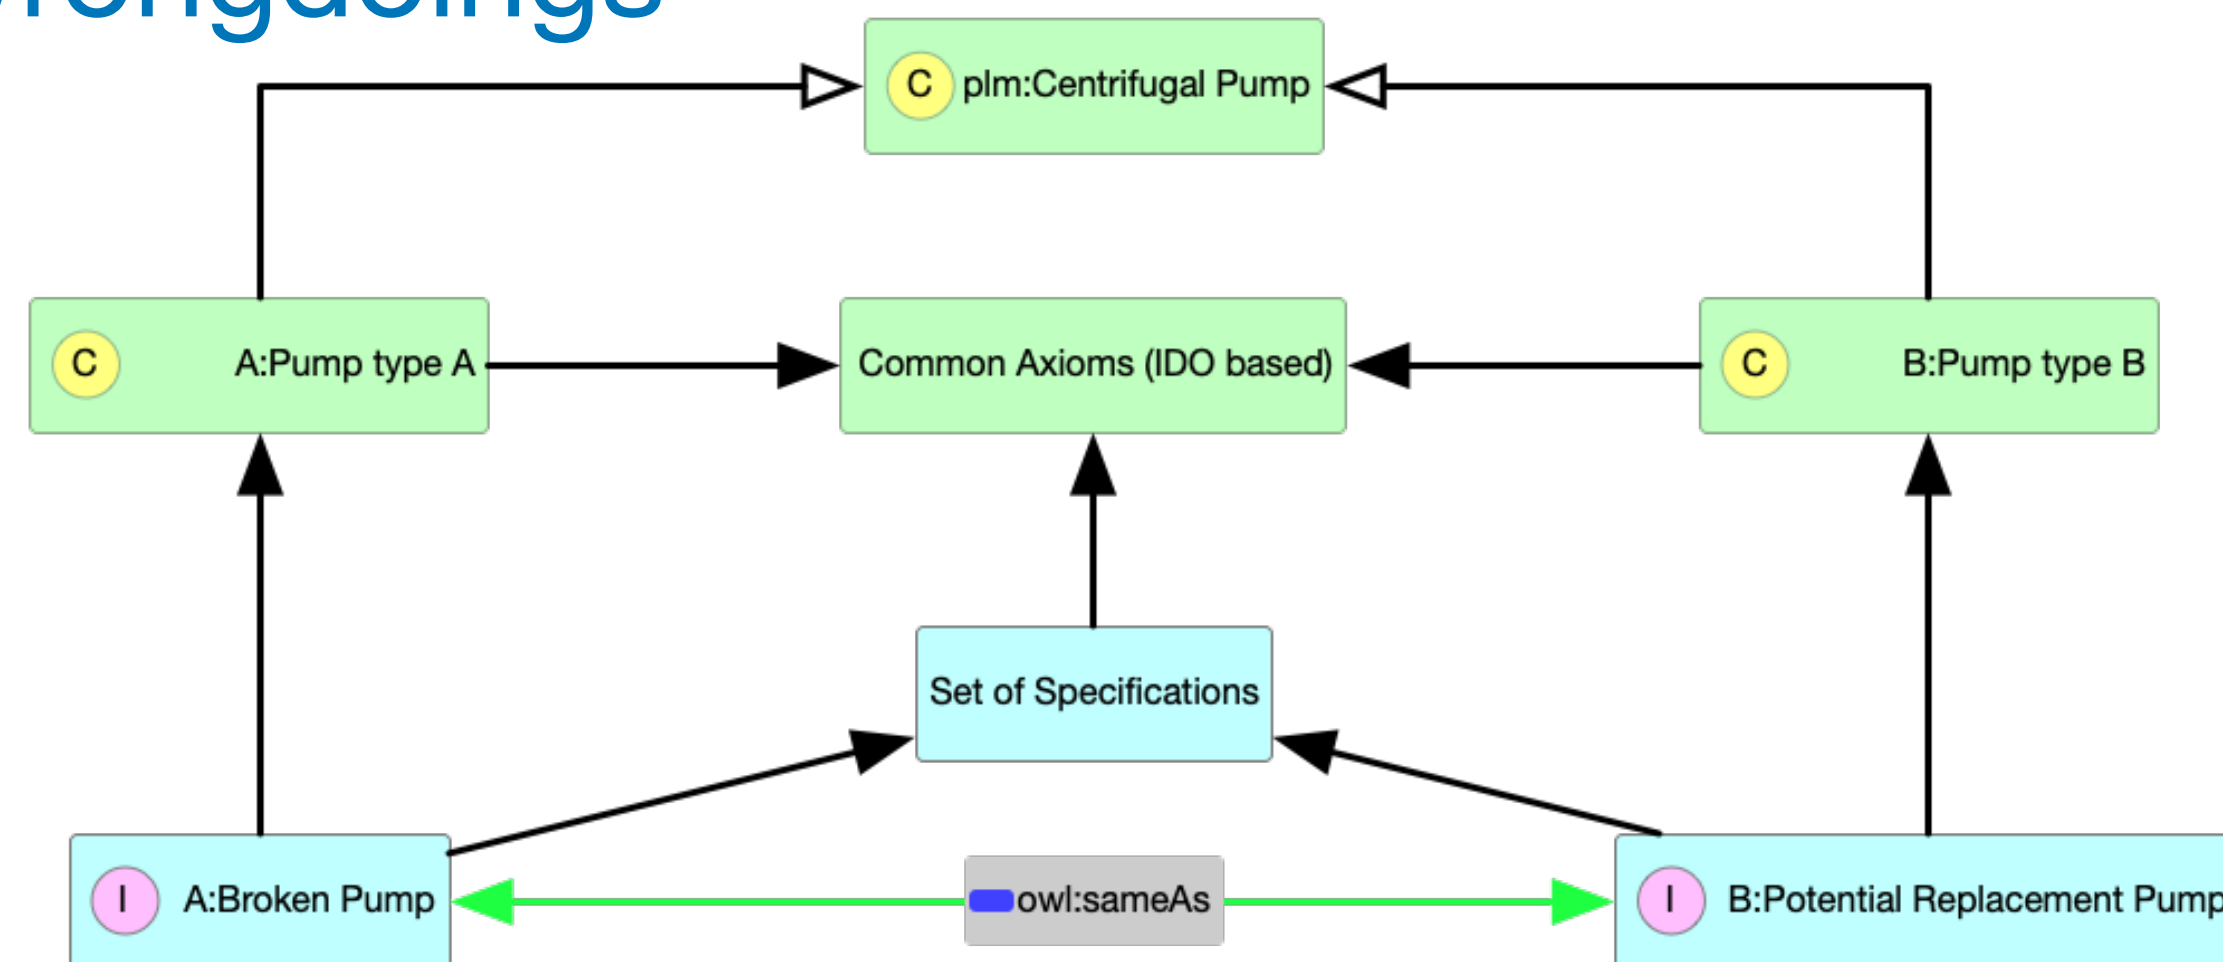 C plm:Centrifugal Pump
C A:Pump type A
Common Axioms (IDO based)
C B:Pump type B
Set of Specifications
I A:Broken Pump
owl:sameAs
I B:Potential Replacement Pump